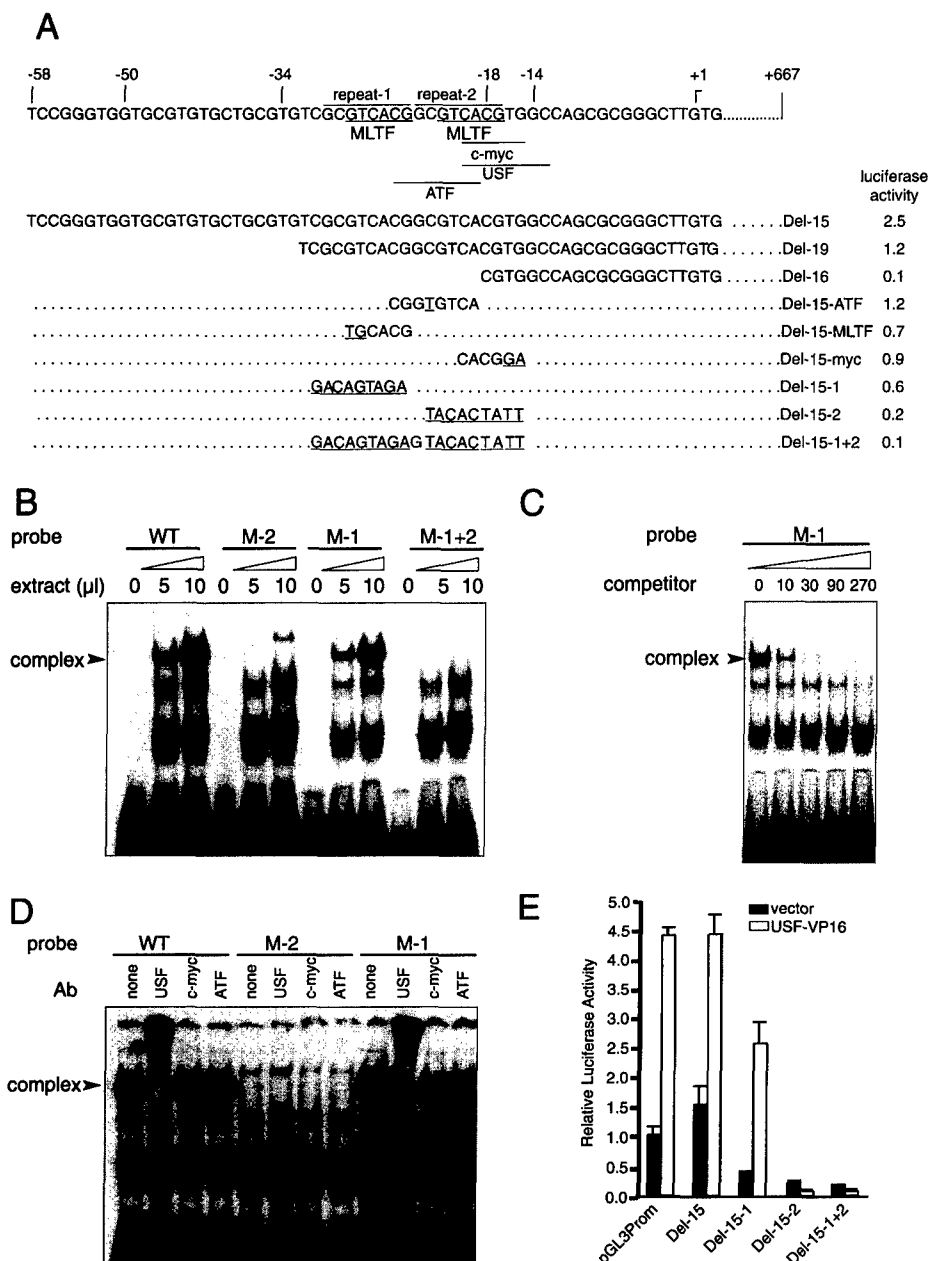 A
-58 -50 -34 -18 -14 +1 +667
repeat-1 repeat-2
TCCGGGTGGTGCGTGTGCTGCGTGTCGCGTCACGGCGTCACGTGGCCAGCGCGGGCTTGTG..............
MLTF MLTF
c-myc
USF
ATF
luciferase
activity
TCCGGGTGGTGCGTGTGCTGCGTGTCGCGTCACGGCGTCACGTGGCCAGCGCGGGCTTGTG .......Del-15 2.5
TCGCGTCACGGCGTCACGTGGCCAGCGCGGGCTTGTG .......Del-19 1.2
CGTGGCCAGCGCGGGCTTGTG .......Del-16 0.1
CGGTGTCA Del-15-ATF 1.2
TGCACG Del-15-MLTF 0.7
CACGGA Del-15-myc 0.9
GACAGTAGA Del-15-1 0.6
TACACTATT Del-15-2 0.2
GACAGTAGAGTACACTATT Del-15-1+2 0.1
B
probe WT M-2 M-1 M-1+2
extract (µl) 0 5 10 0 5 10 0 5 10 0 5 10
complex
C
probe M-1
competitor 0 10 30 90 270
complex
D
probe WT M-2 M-1
Ab none USF c-myc ATF none USF c-myc ATF none USF c-myc ATF
complex
E
vector
USF-VP16
Relative Luciferase Activity
5.0
4.5
4.0
3.5
3.0
2.5
2.0
1.5
1.0
0.5
0.0
pGL3Prom Del-15 Del-15-1 Del-15-2 Del-15-1+2